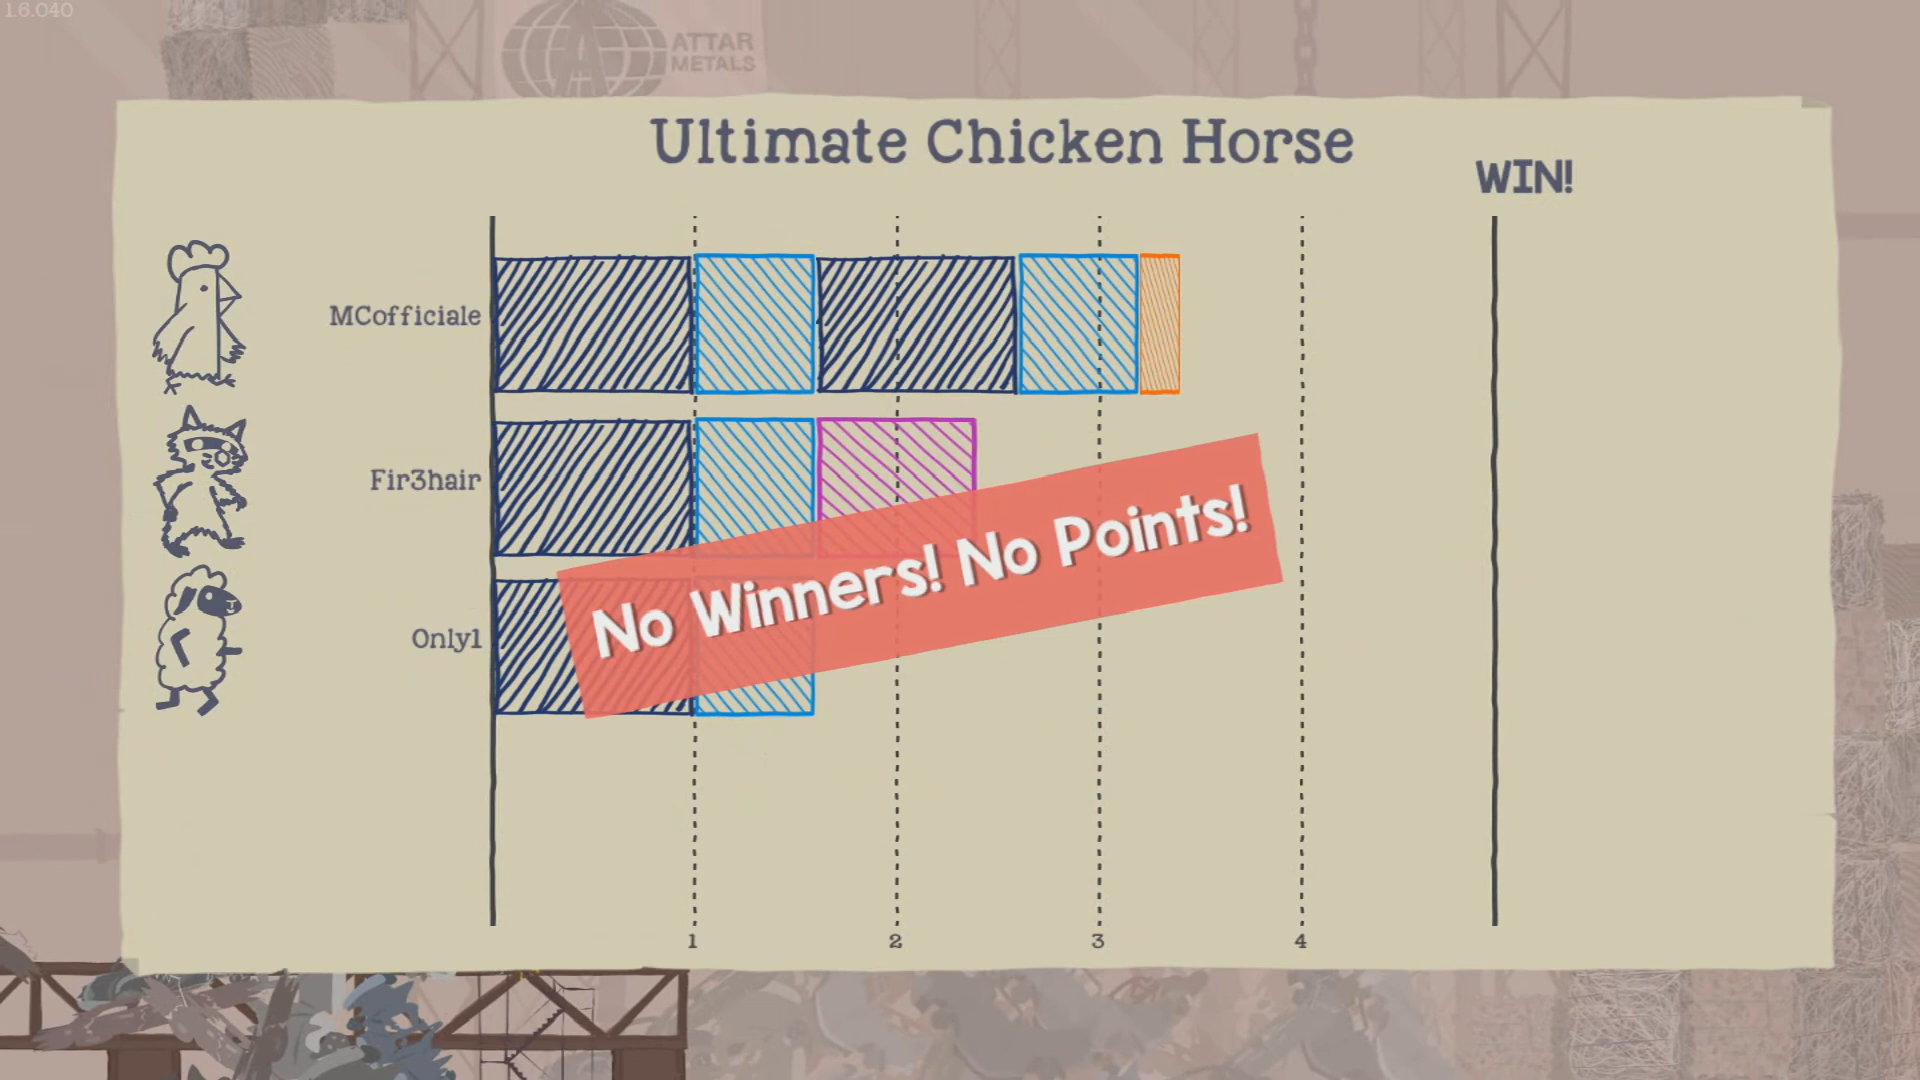 1.6.040
ATTAR
METALS
Ultimate Chicken Horse
WIN!
MCofficiale
Fir3hair
No Winners! No Points!
Only1
1
2
3
4